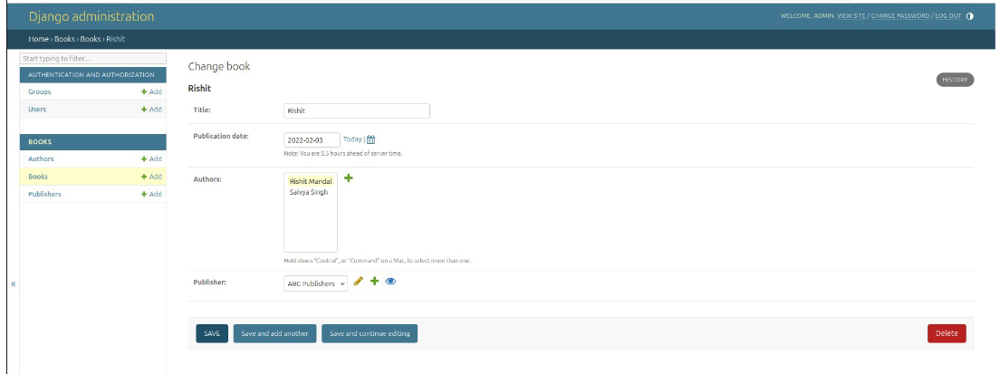 Django administration
WELCOME, ADMIN. VIEW SITE / CHANGE PASSWORD / LOG OUT
Home › Books › Books › Rishit
Start typing to filter...
AUTHENTICATION AND AUTHORIZATION
Groups + Add
Users + Add
BOOKS
Authors + Add
Books + Add
Publishers + Add
«
Change book
HISTORY
Rishit
Title: Rishit
Publication date: 2022-02-03 Today |
Note: You are 5.5 hours ahead of server time.
Authors: Rishit Mandal
Saivya Singh
Hold down "Control", or "Command" on a Mac, to select more than one.
Publisher: ABC Publishers
SAVE Save and add another Save and continue editing Delete